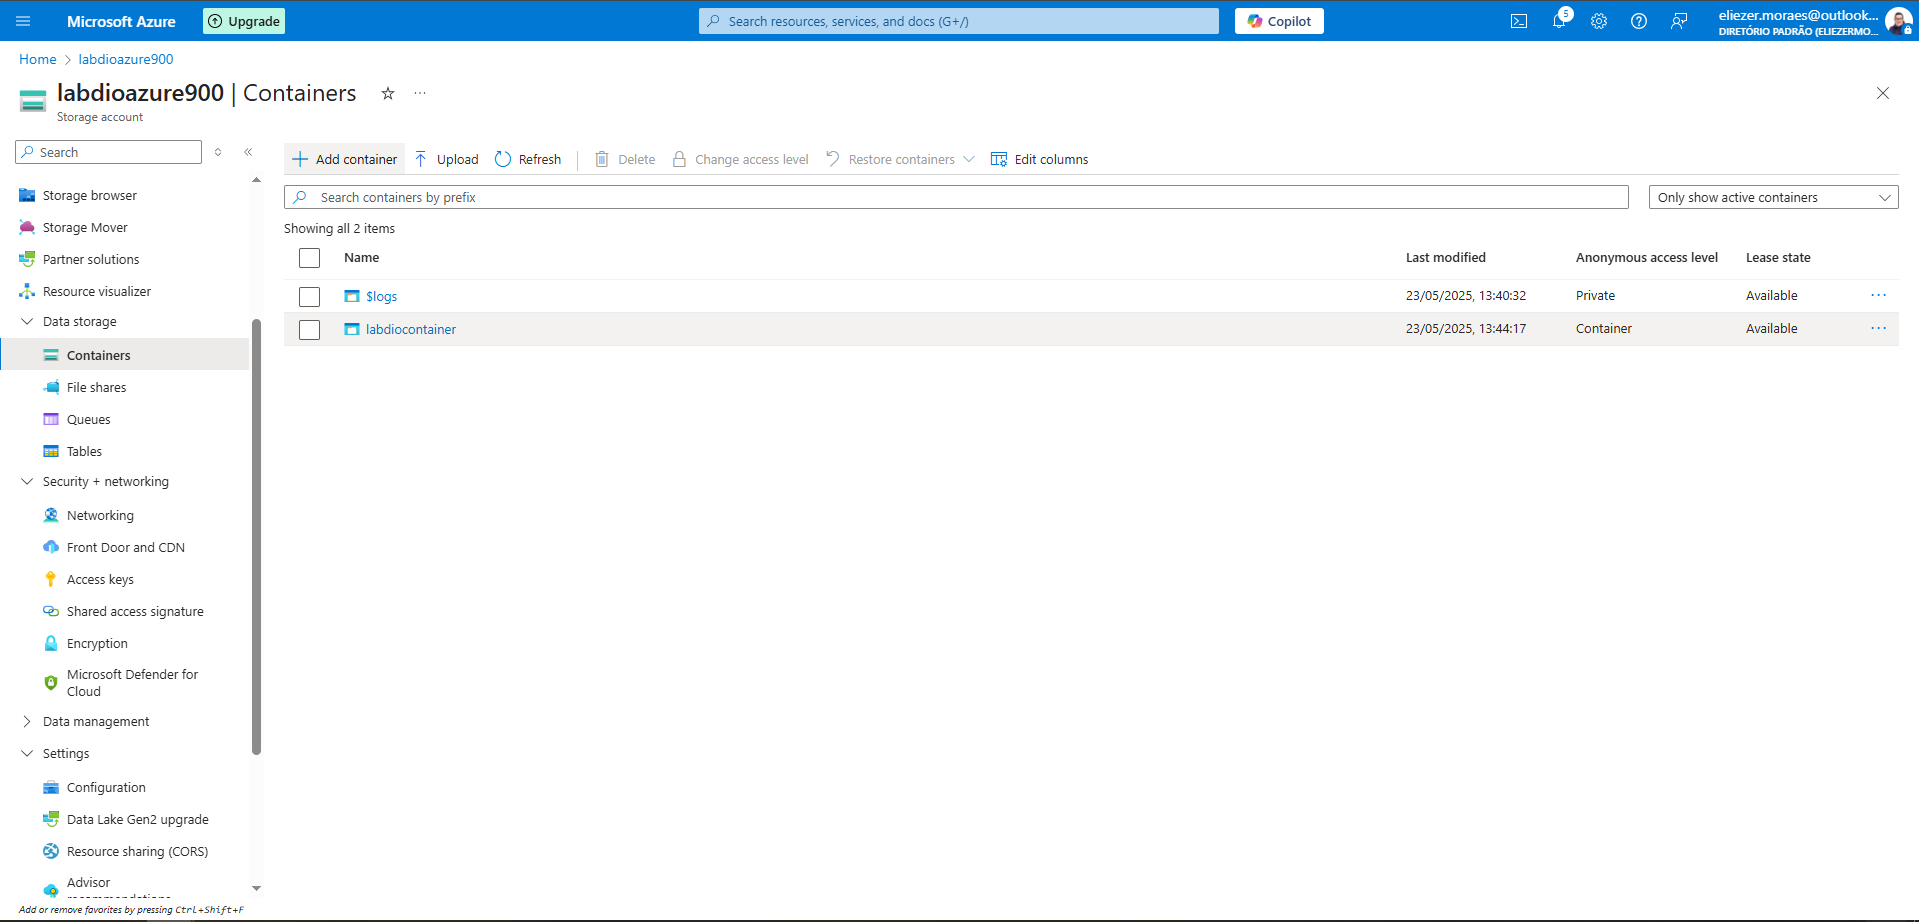 Microsoft Azure
Upgrade
Search resources, services, and docs (G+/)
Copilot
5
eliezer.moraes@outlook...
DIRETÓRIO PADRÃO (ELIEZERMO...
Home > labdioazure900
labdioazure900 | Containers
Storage account
Search
Storage browser
Storage Mover
Partner solutions
Resource visualizer
Data storage
Containers
File shares
Queues
Tables
Security + networking
Networking
Front Door and CDN
Access keys
Shared access signature
Encryption
Microsoft Defender for
Cloud
Data management
Settings
Configuration
Data Lake Gen2 upgrade
Resource sharing (CORS)
Advisor
recommendations
Add or remove favorites by pressing Ctrl+Shift+F
Add container Upload Refresh Delete Change access level Restore containers Edit columns
Search containers by prefix
Only show active containers
Showing all 2 items
Name Last modified Anonymous access level Lease state
$logs 23/05/2025, 13:40:32 Private Available ...
labdiocontainer 23/05/2025, 13:44:17 Container Available ...